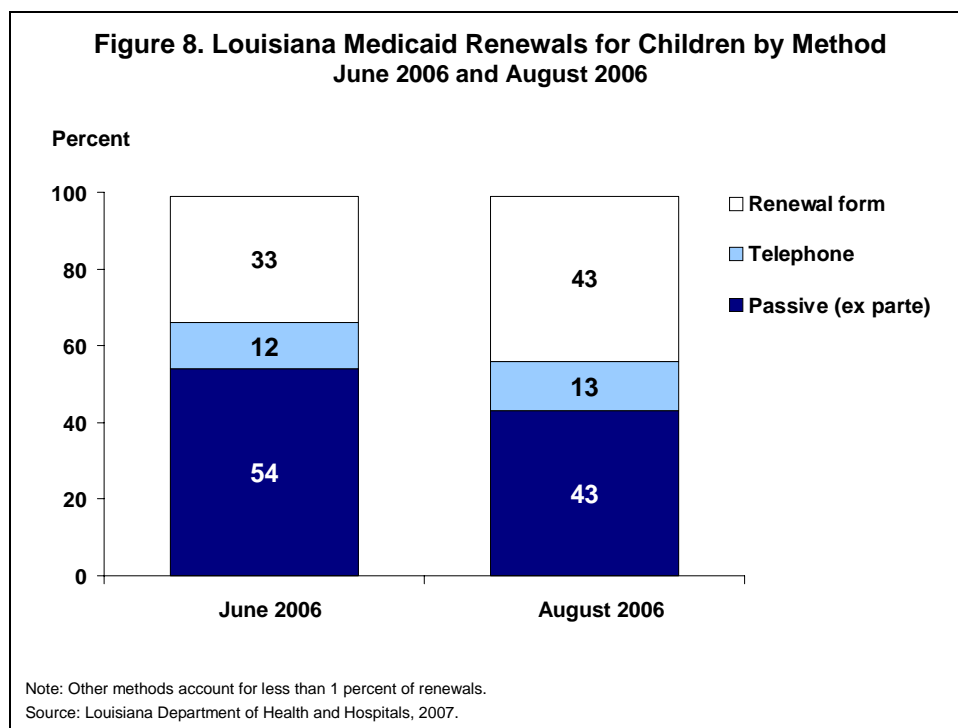 Figure 8. Louisiana Medicaid Renewals for Children by Method
June 2006 and August 2006
Percent
100
80
60
40
20
0
33
12
54
43
13
43
Renewal form
Telephone
Passive (ex parte)
June 2006
August 2006
Note: Other methods account for less than 1 percent of renewals.
Source: Louisiana Department of Health and Hospitals, 2007.